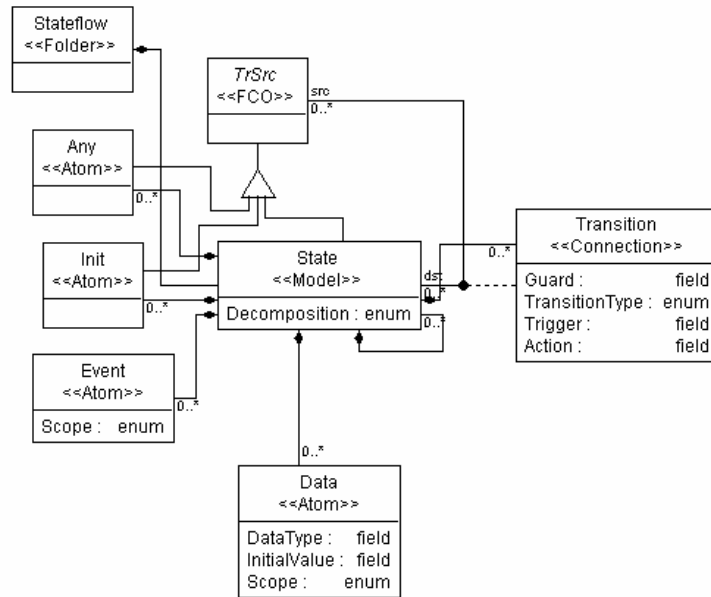 Stateflow
<<Folder>>
TrSrc
<<FCO>>
src
0..*
Any
<<Atom>>
0..*
Init
<<Atom>>
0..*
State
<<Model>>
Decomposition : enum
dst
0..*
0..*
0..*
Transition
<<Connection>>
Guard : field
TransitionType : enum
Trigger : field
Action : field
Event
<<Atom>>
Scope : enum
0..*
0..*
Data
<<Atom>>
DataType : field
InitialValue : field
Scope : enum